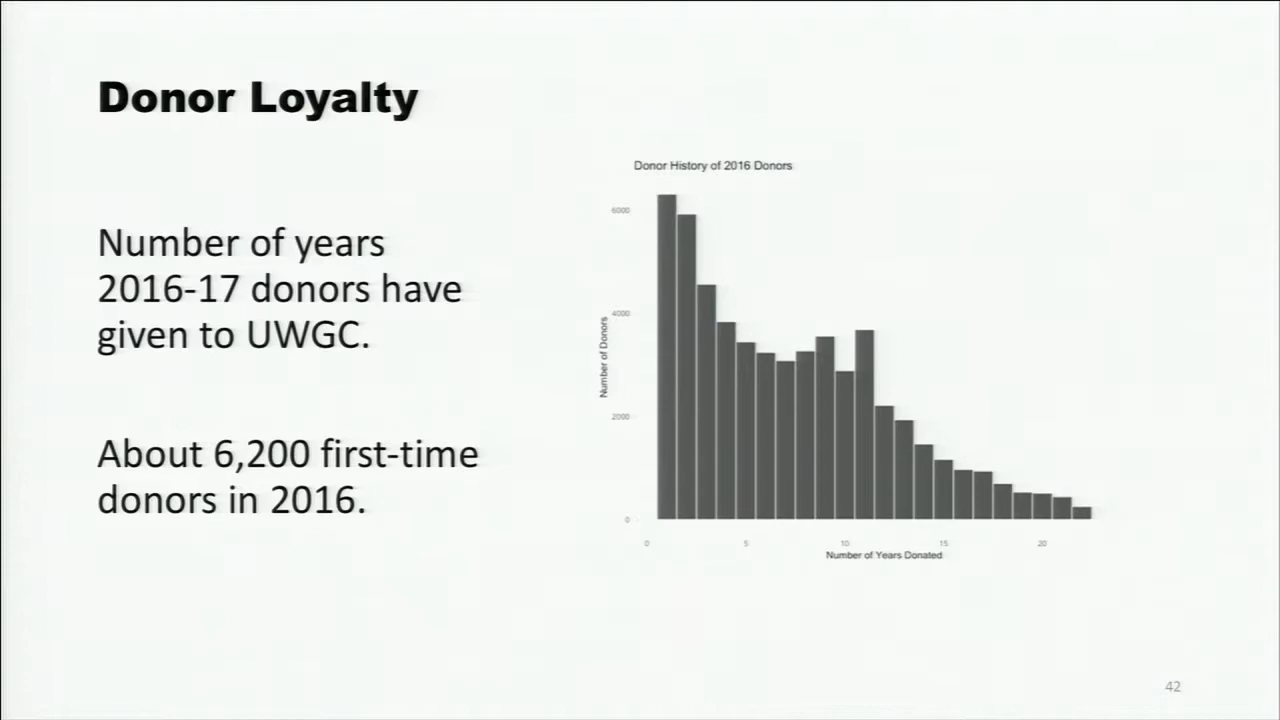 Donor Loyalty
Number of years
2016-17 donors have
given to UWGC.
About 6,200 first-time
donors in 2016.
Donor History of 2016 Donors
Number of Donors
6000
4000
2000
0
0 5 10 15 20
Number of Years Donated
42